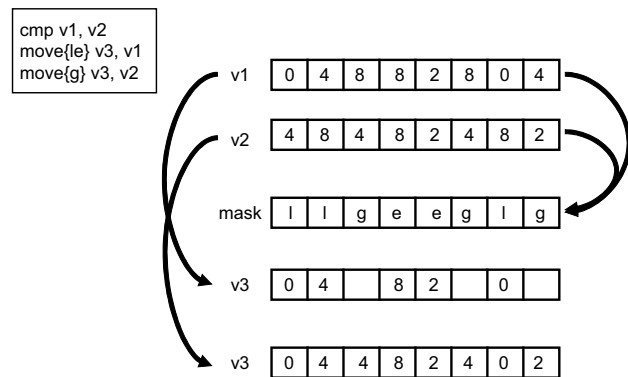 cmp v1, v2
move{le} v3, v1
move{g} v3, v2
v1 0 4 8 8 2 8 0 4
v2 4 8 4 8 2 4 8 2
mask l l g e e g l g
v3 0 4 8 2 0
v3 0 4 4 8 2 4 0 2